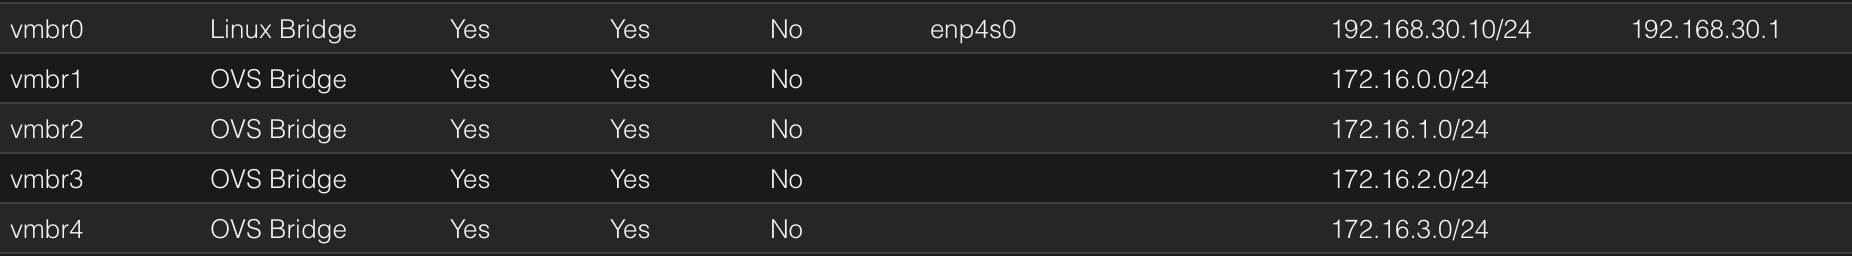 vmbr0 Linux Bridge Yes Yes No enp4s0 192.168.30.10/24 192.168.30.1
vmbr1 OVS Bridge Yes Yes No 172.16.0.0/24
vmbr2 OVS Bridge Yes Yes No 172.16.1.0/24
vmbr3 OVS Bridge Yes Yes No 172.16.2.0/24
vmbr4 OVS Bridge Yes Yes No 172.16.3.0/24